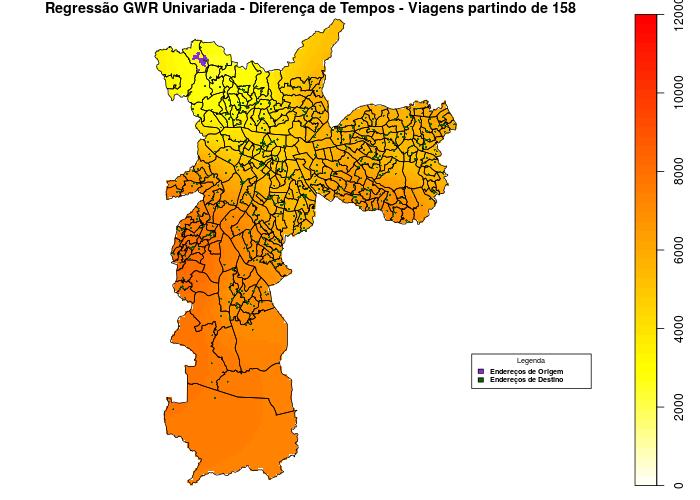 Regressão GWR Univariada - Diferença de Tempos - Viagens partindo de 158
12000
10000
8000
6000
4000
2000
0
Legenda
Endereços de Origem
Endereços de Destino